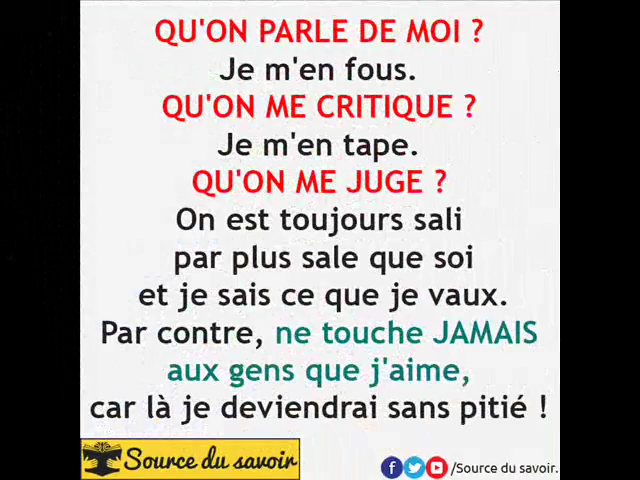 QU'ON PARLE DE MOI ?
Je m'en fous.
QU'ON ME CRITIQUE ?
Je m'en tape.
QU'ON ME JUGE ?
On est toujours sali
par plus sale que soi
et je sais ce que je vaux.
Par contre, ne touche JAMAIS
aux gens que j'aime,
car là je deviendrai sans pitié !
Source du savoir
/Source du savoir.